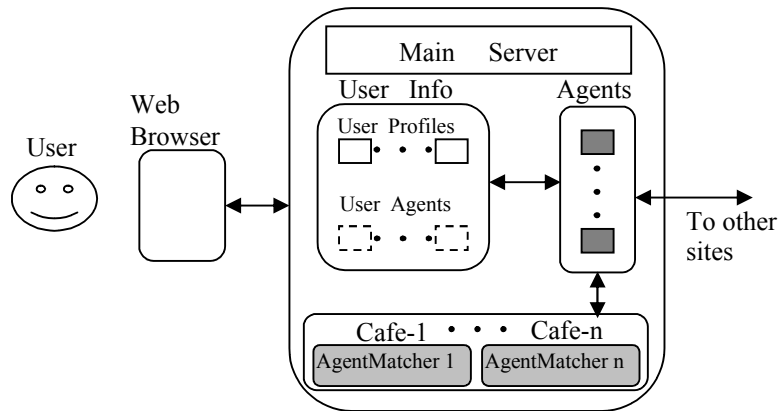 Main Server
User Info
Agents
Web
Browser
User
User Profiles
User Agents
To other
sites
Cafe-1 • • • Cafe-n
AgentMatcher 1
AgentMatcher n